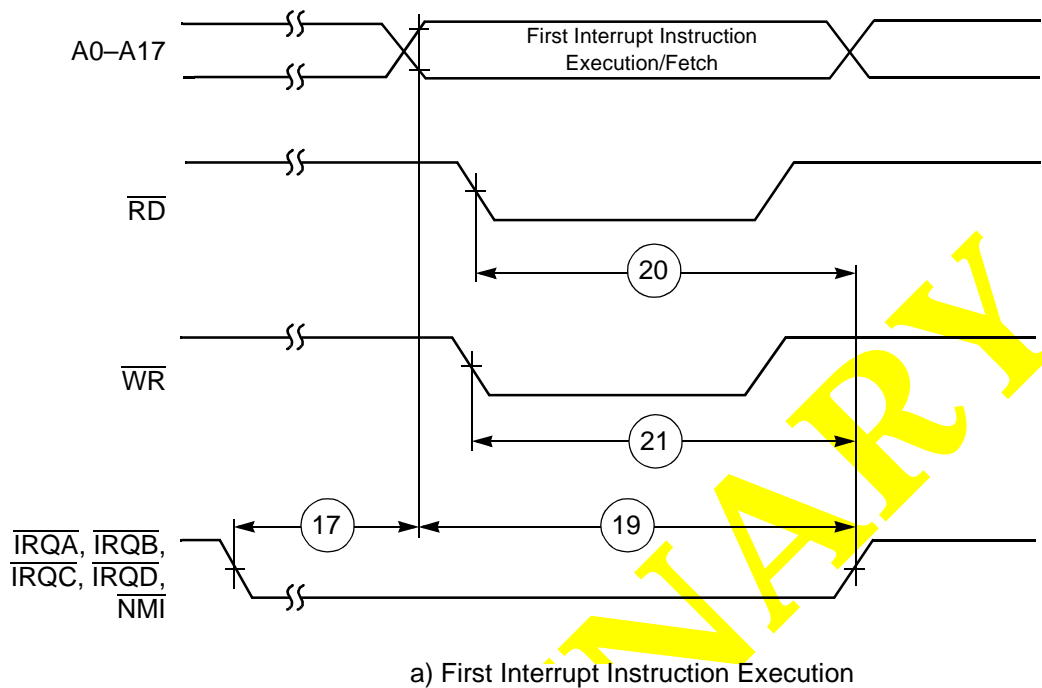 A0–A17
First Interrupt Instruction
Execution/Fetch
RD
20
WR
21
17
19
IRQA, IRQB,
IRQC, IRQD,
NMI
NARY
a) First Interrupt Instruction Execution